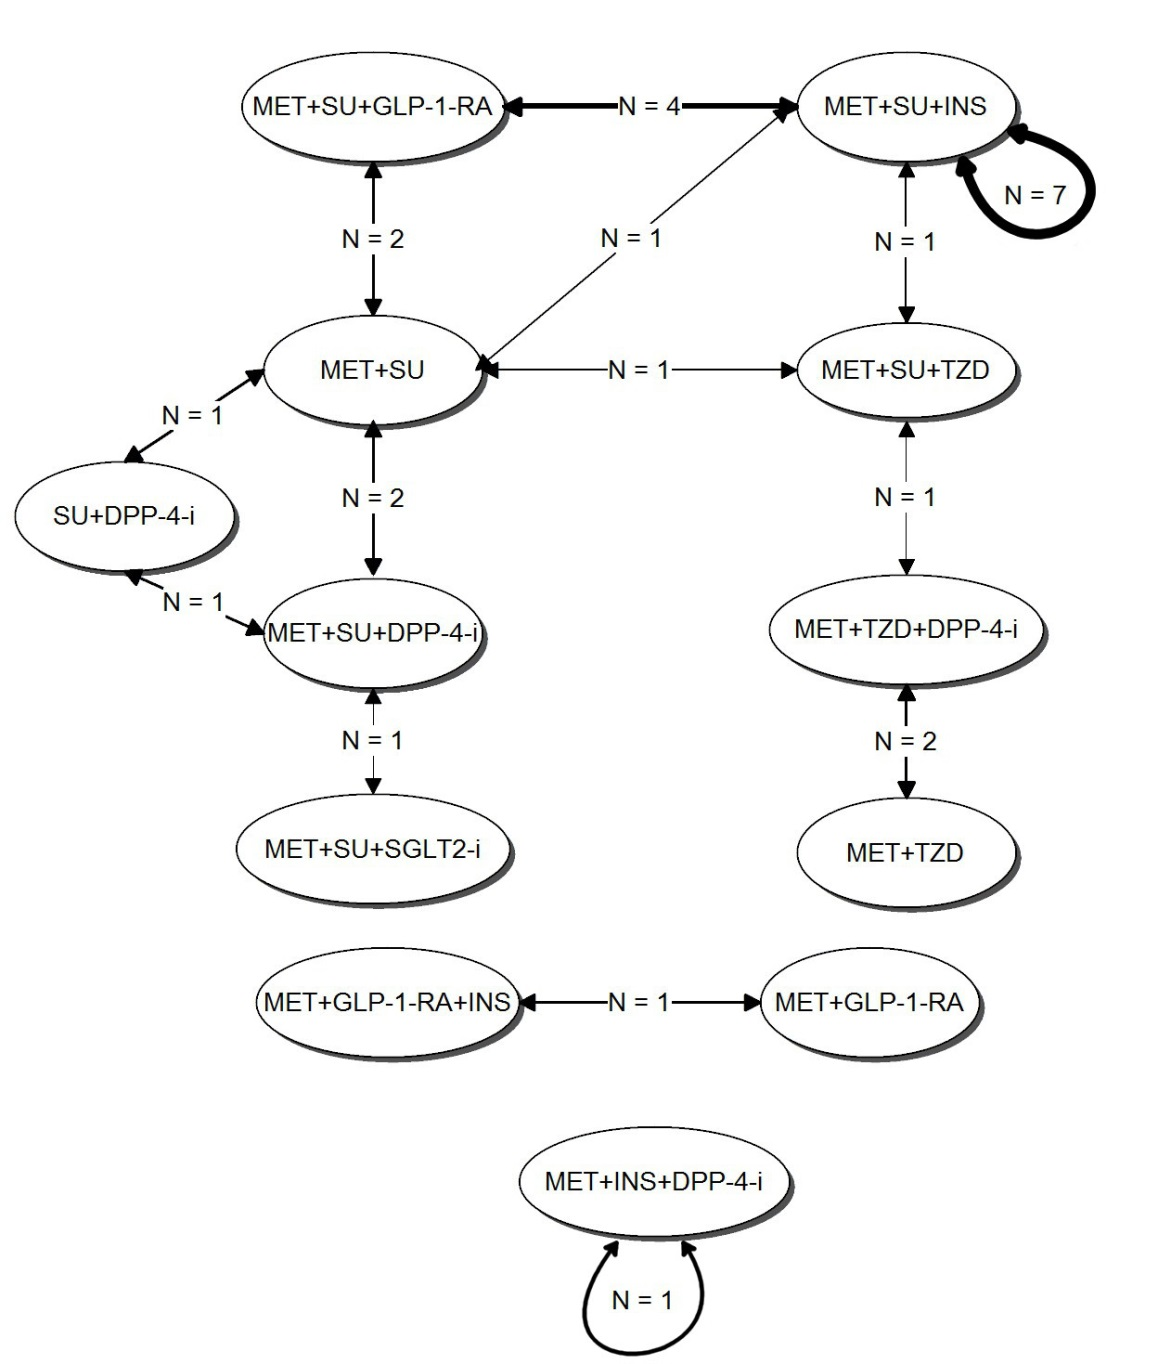 MET+SU+GLP-1-RA
N = 4
MET+SU+INS
N = 7
N = 2
N = 1
N = 1
MET+SU
N = 1
MET+SU+TZD
N = 1
SU+DPP-4-i
N = 2
N = 1
N = 1
MET+SU+DPP-4-i
MET+TZD+DPP-4-i
N = 1
N = 2
MET+SU+SGLT2-i
MET+TZD
MET+GLP-1-RA+INS
N = 1
MET+GLP-1-RA
MET+INS+DPP-4-i
N = 1